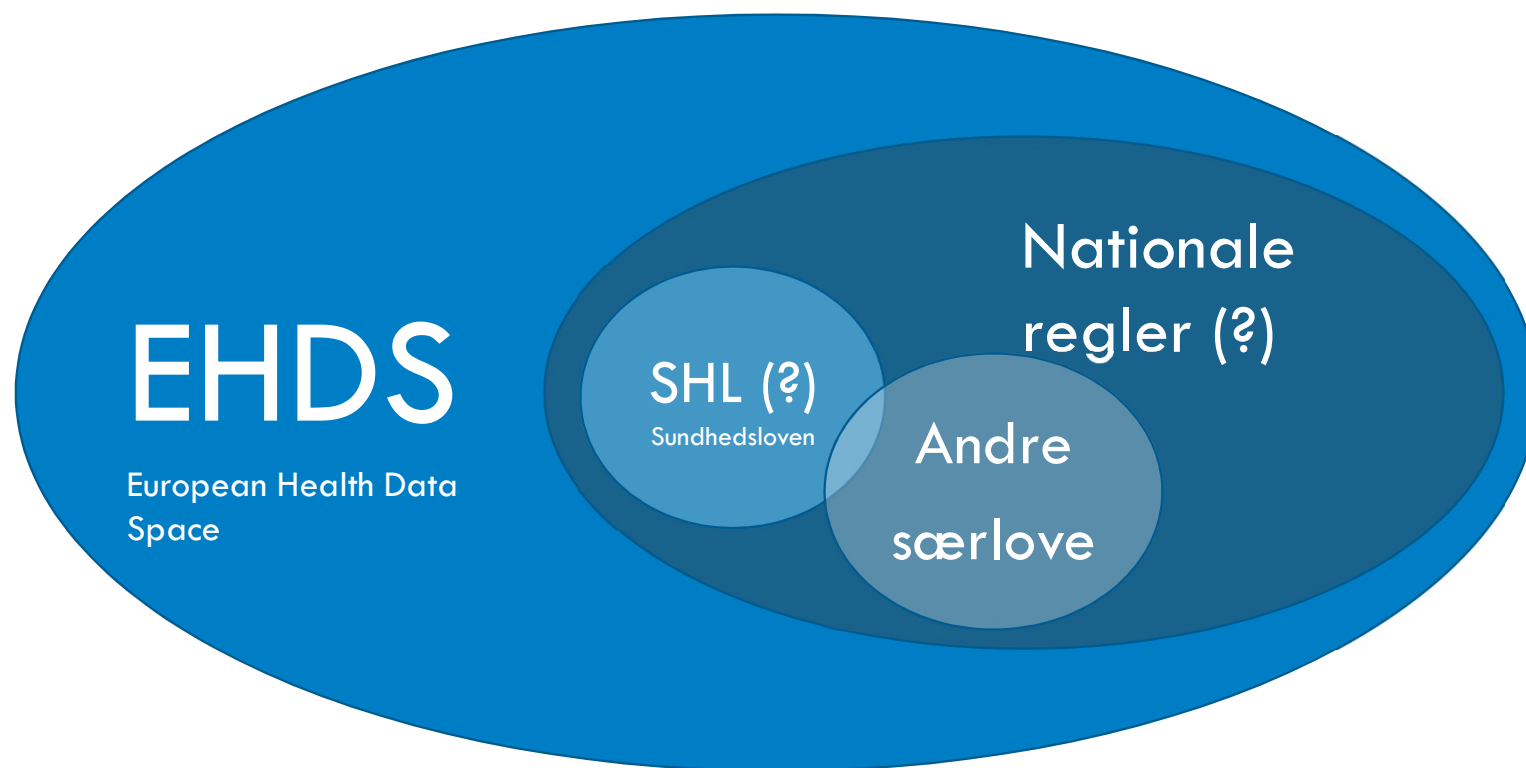 EHDS
European Health Data
Space
SHL (?)
Sundhedsloven
Nationale
regler (?)
Andre
særlove